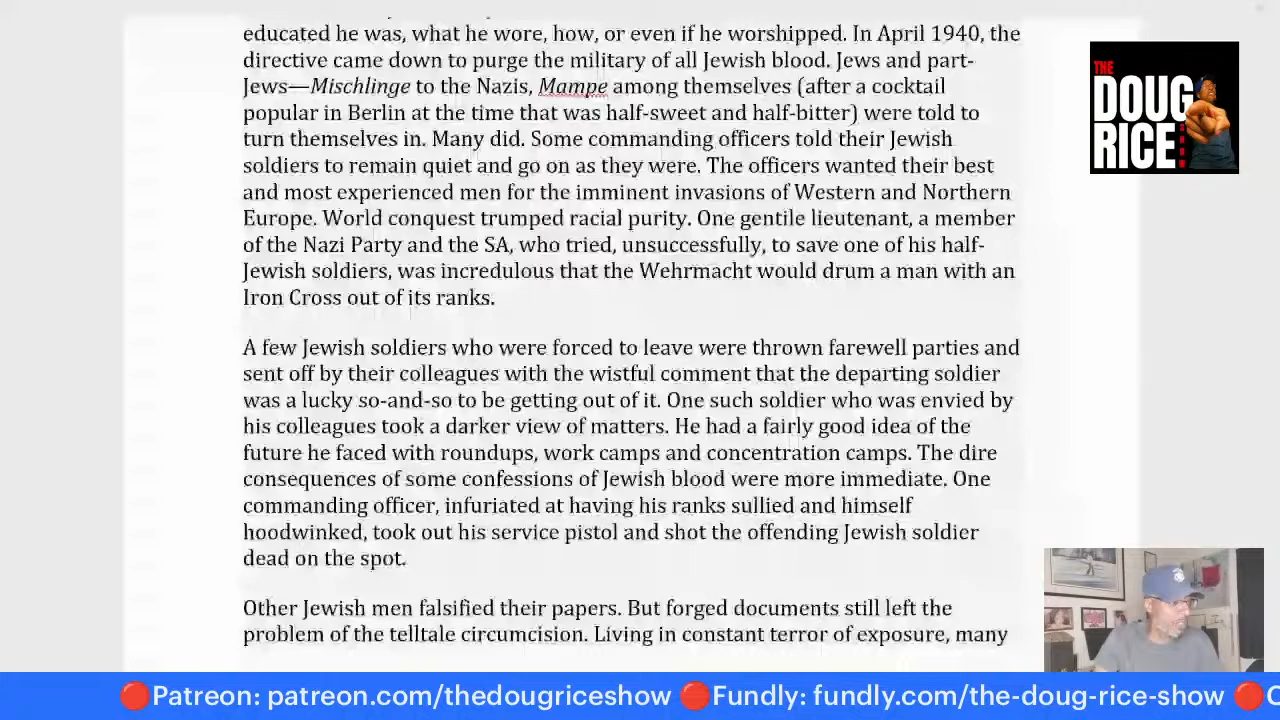 educated he was, what he wore, how, or even if he worshipped. In April 1940, the
directive came down to purge the military of all Jewish blood. Jews and part-
Jews—Mischlinge to the Nazis, Mampe among themselves (after a cocktail
popular in Berlin at the time that was half-sweet and half-bitter) were told to
turn themselves in. Many did. Some commanding officers told their Jewish
soldiers to remain quiet and go on as they were. The officers wanted their best
and most experienced men for the imminent invasions of Western and Northern
Europe. World conquest trumped racial purity. One gentile lieutenant, a member
of the Nazi Party and the SA, who tried, unsuccessfully, to save one of his half-
Jewish soldiers, was incredulous that the Wehrmacht would drum a man with an
Iron Cross out of its ranks.
A few Jewish soldiers who were forced to leave were thrown farewell parties and
sent off by their colleagues with the wistful comment that the departing soldier
was a lucky so-and-so to be getting out of it. One such soldier who was envied by
his colleagues took a darker view of matters. He had a fairly good idea of the
future he faced with roundups, work camps and concentration camps. The dire
consequences of some confessions of Jewish blood were more immediate. One
commanding officer, infuriated at having his ranks sullied and himself
hoodwinked, took out his service pistol and shot the offending Jewish soldier
dead on the spot.
Other Jewish men falsified their papers. But forged documents still left the
problem of the telltale circumcision. Living in constant terror of exposure, many
THE
DOUG
RICE
Patreon: patreon.com/thedougriceshow Fundly: fundly.com/the-doug-rice-show C